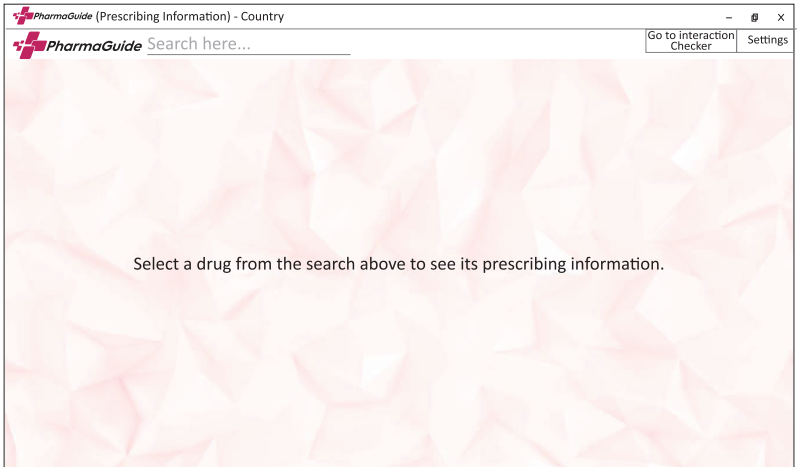 PharmaGuide (Prescribing Information) - Country
PharmaGuide Search here...
Go to interaction
Checker
Settings
Select a drug from the search above to see its prescribing information.